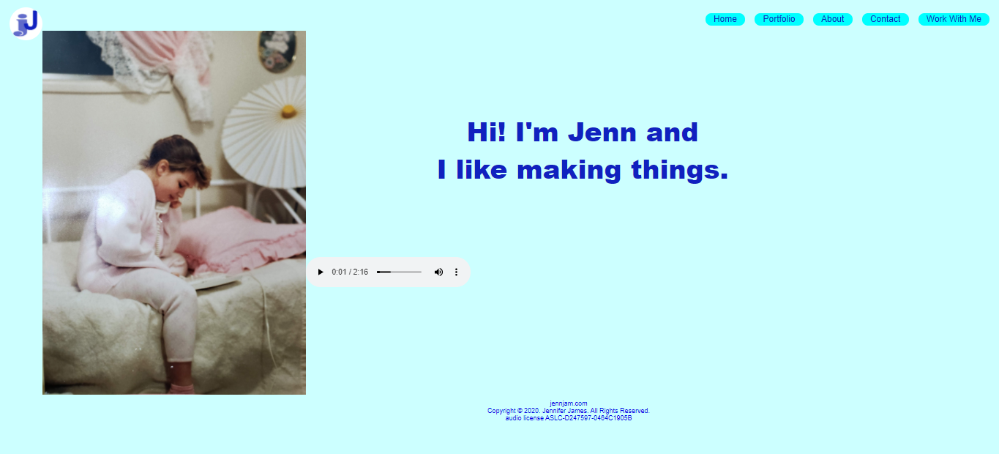 jJ
Home Portfolio About Contact Work With Me
Hi! I'm Jenn and
I like making things.
0:01 / 2:16
jennjam.com
Copyright © 2020. Jennifer James. All Rights Reserved.
audio license ASLC-D247597-0464C1905B